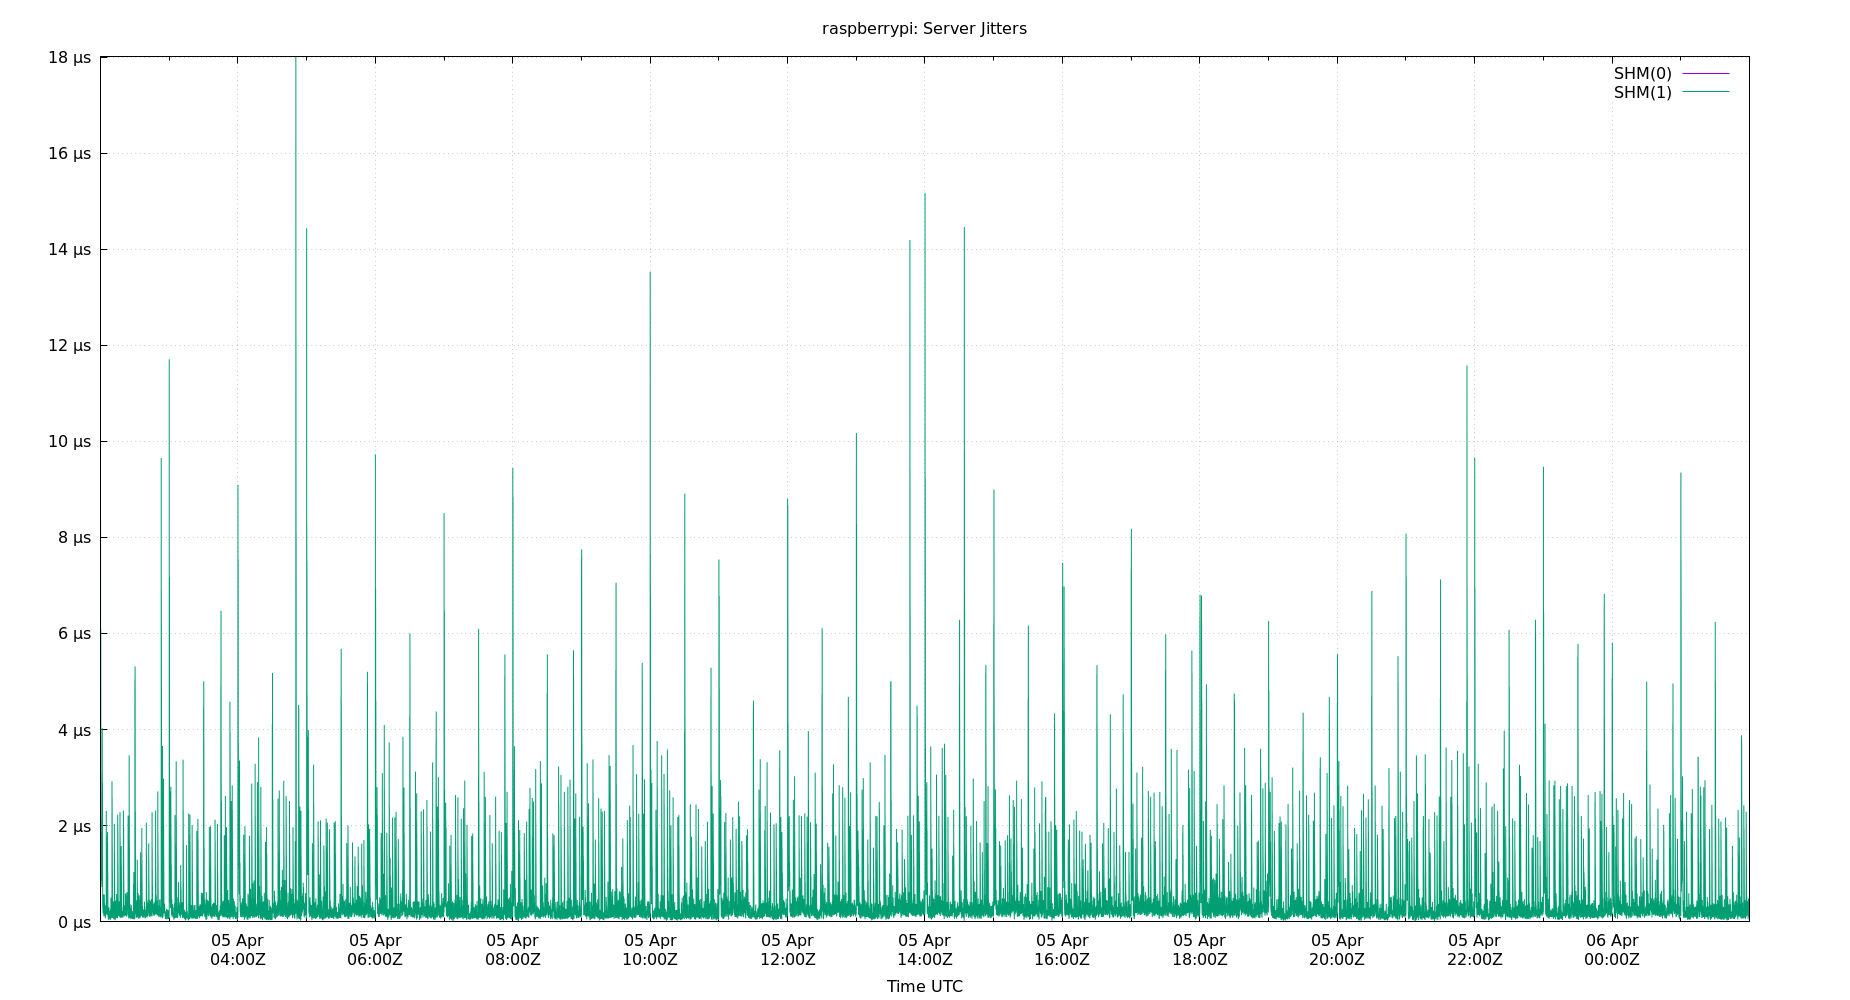 raspberrypi: Server Jitters
SHM(0)
SHM(1)
18 µs
16 µs
14 µs
12 µs
10 µs
8 µs
6 µs
4 µs
2 µs
0 µs
05 Apr 05 Apr 05 Apr 05 Apr 05 Apr 05 Apr 05 Apr 05 Apr 05 Apr 05 Apr 06 Apr
04:00Z 06:00Z 08:00Z 10:00Z 12:00Z 14:00Z 16:00Z 18:00Z 20:00Z 22:00Z 00:00Z
Time UTC